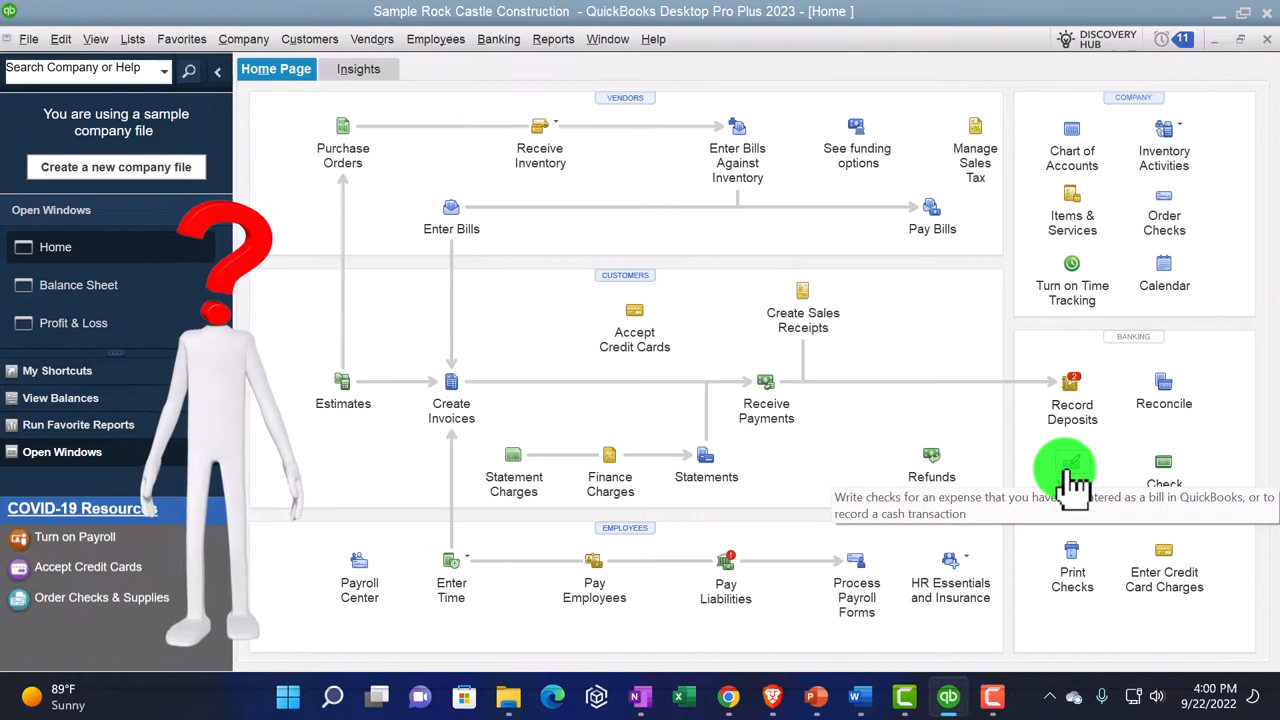 Sample Rock Castle Construction - QuickBooks Desktop Pro Plus 2023 - [Home ]
File Edit View Lists Favorites Company Customers Vendors Employees Banking Reports Window Help
DISCOVERY
HUB
11
Search Company or Help
Home Page
Insights
You are using a sample
company file
Create a new company file
Open Windows
Home
Balance Sheet
Profit & Loss
My Shortcuts
View Balances
Run Favorite Reports
Open Windows
COVID-19 Resources
Turn on Payroll
Accept Credit Cards
Order Checks & Supplies
VENDORS
Purchase
Orders
Receive
Inventory
Enter Bills
Against
Inventory
See funding
options
Manage
Sales
Tax
Enter Bills
Pay Bills
CUSTOMERS
Create Sales
Receipts
Accept
Credit Cards
Estimates
Create
Invoices
Receive
Payments
Statement
Charges
Finance
Charges
Statements
Refunds
EMPLOYEES
Payroll
Center
Enter
Time
Pay
Employees
Pay
Liabilities
Process
Payroll
Forms
HR Essentials
and Insurance
COMPANY
Chart of
Accounts
Inventory
Activities
Items &
Services
Order
Checks
Turn on Time
Tracking
Calendar
BANKING
2
Record
Deposits
Reconcile
Check
Write checks for an expense that you have entered as a bill in QuickBooks, or to
record a cash transaction
Print
Checks
Enter Credit
Card Charges
89°F
Sunny
4:00 PM
9/22/2022